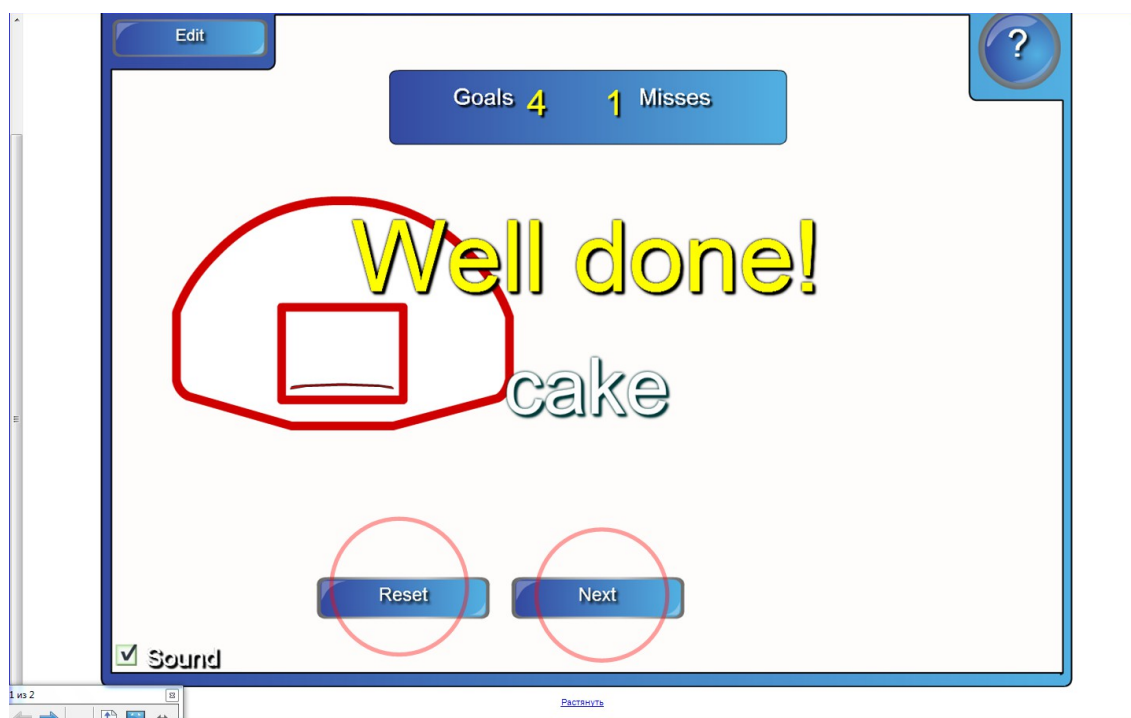 Edit
?
Goals 4 1 Misses
Well done!
cake
Reset Next
Sound
1 из 2
Растянуть